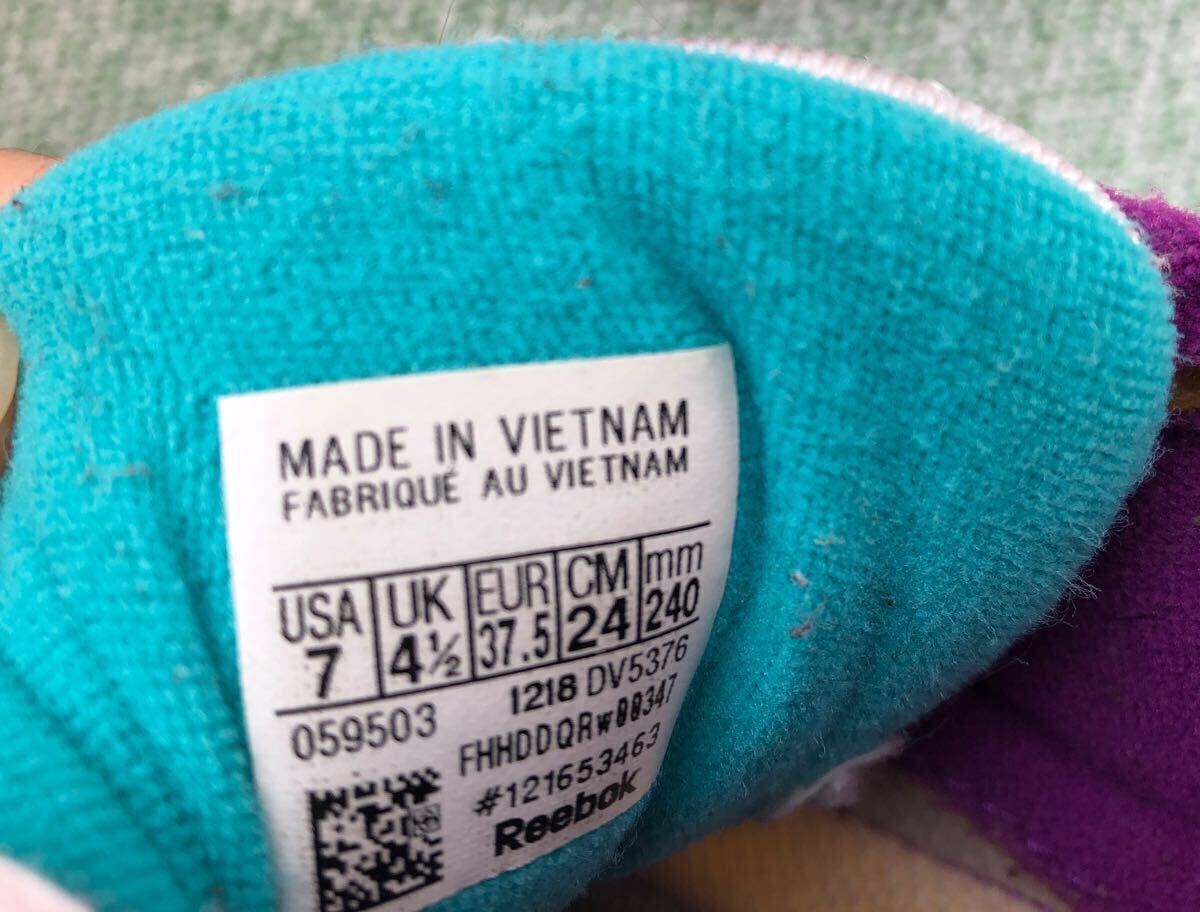 MADE IN VIETNAM
FABRIQUÉ AU VIETNAM
USA UK EUR CM mm
7 4½ 37.5 24 240
1218 DV5376
059503 FHHDDQRW00347
#121653463
Reebok